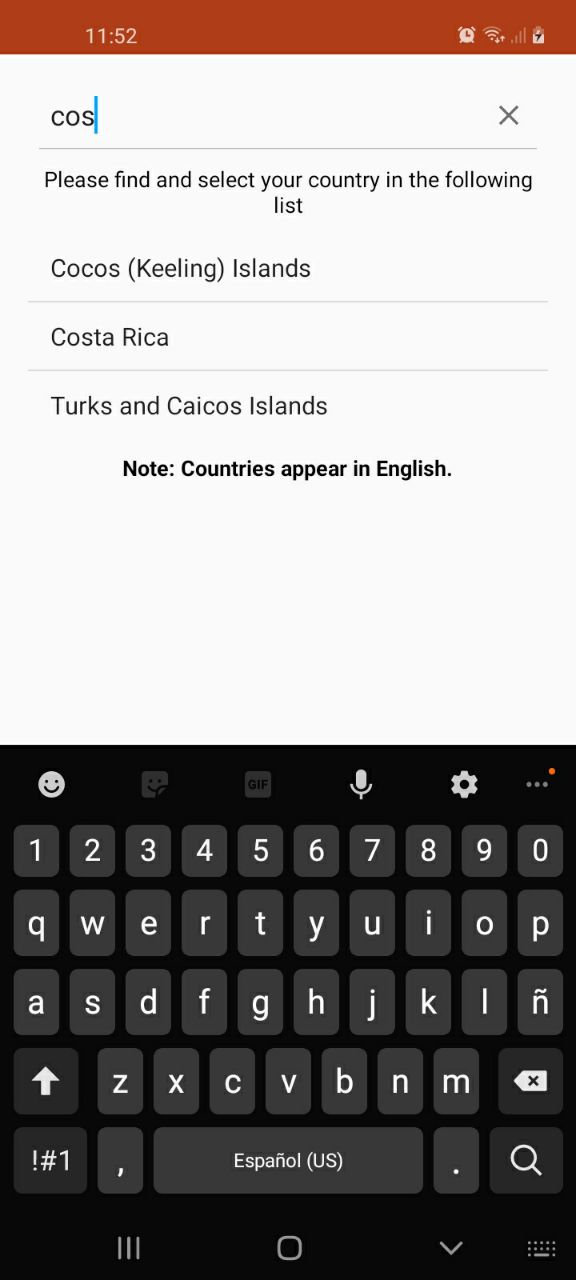 11:52
cos
Please find and select your country in the following
list
Cocos (Keeling) Islands
Costa Rica
Turks and Caicos Islands
Note: Countries appear in English.
GIF
1 2 3 4 5 6 7 8 9 0
q w e r t y u i o p
a s d f g h j k l ñ
z x c v b n m
!#1 , Español (US) .